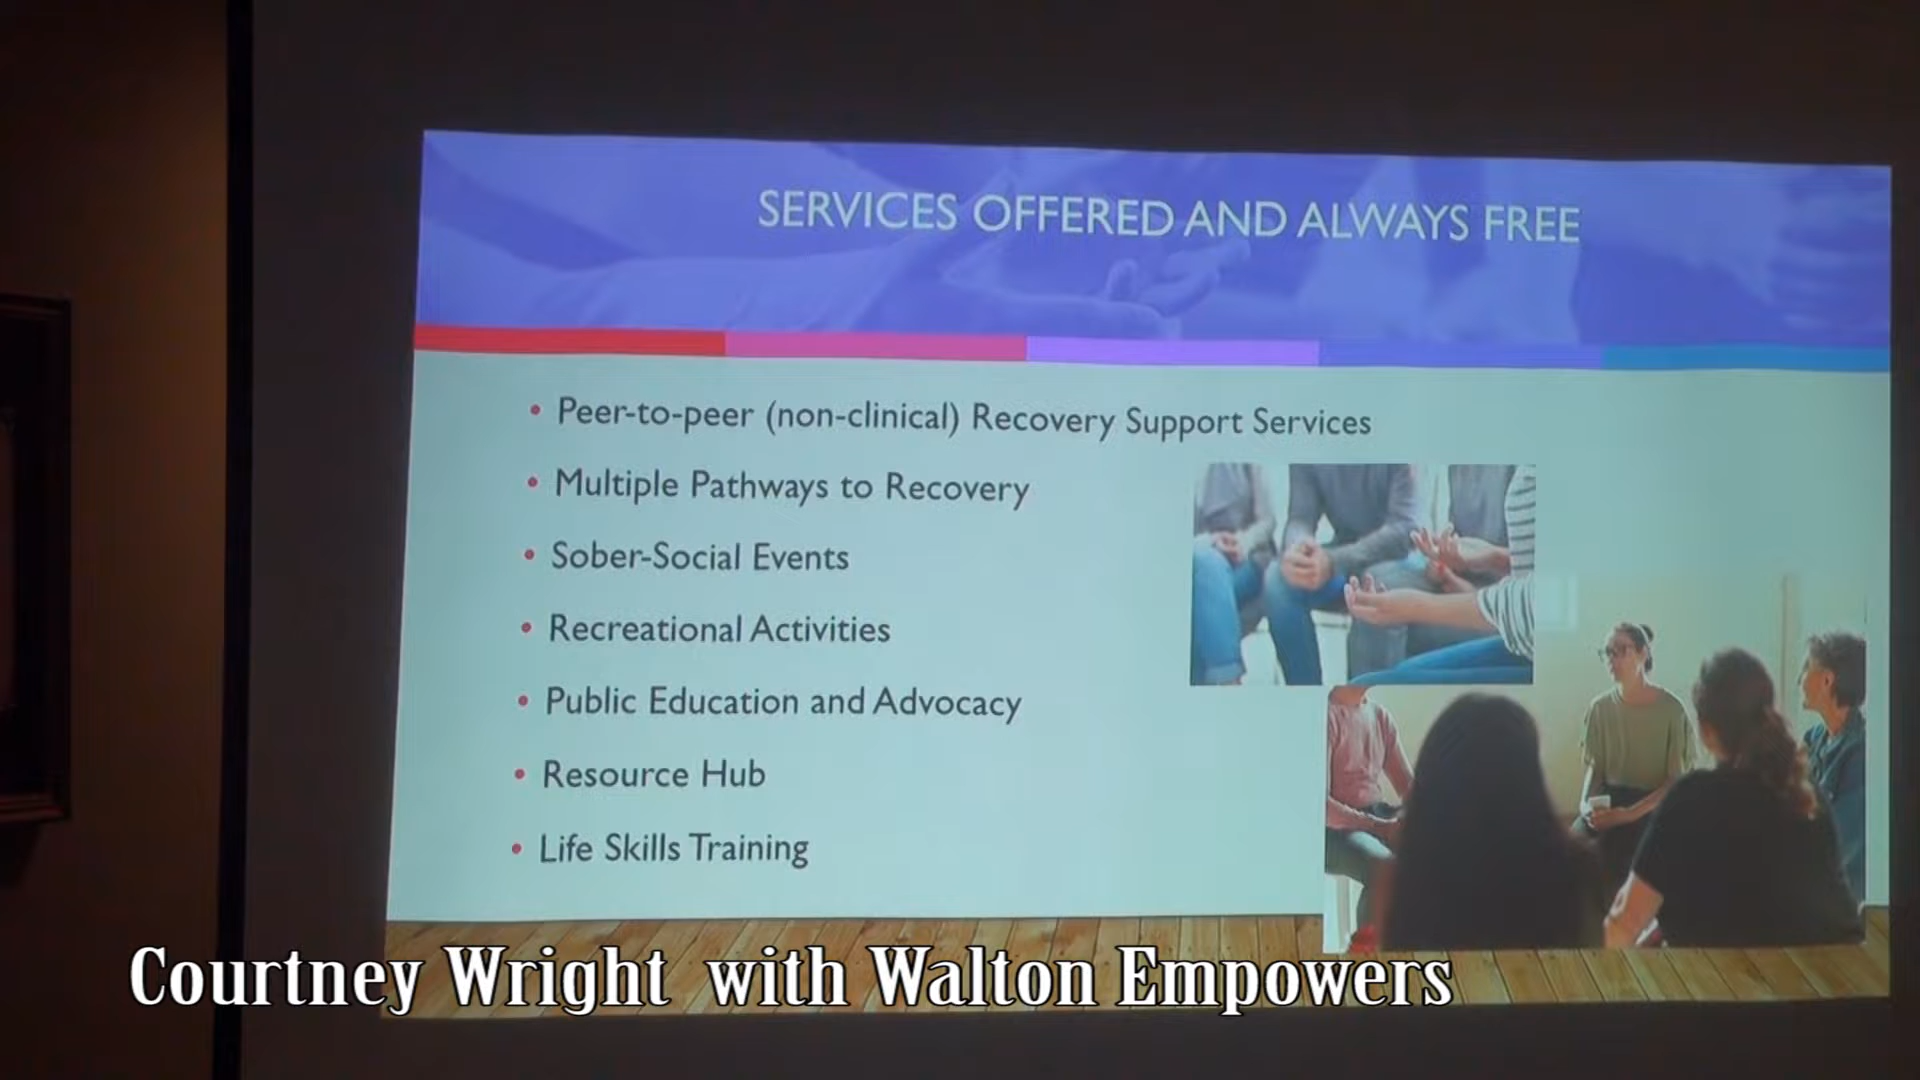 SERVICES OFFERED AND ALWAYS FREE
• Peer-to-peer (non-clinical) Recovery Support Services
• Multiple Pathways to Recovery
• Sober-Social Events
• Recreational Activities
• Public Education and Advocacy
• Resource Hub
• Life Skills Training
Courtney Wright with Walton Empowers